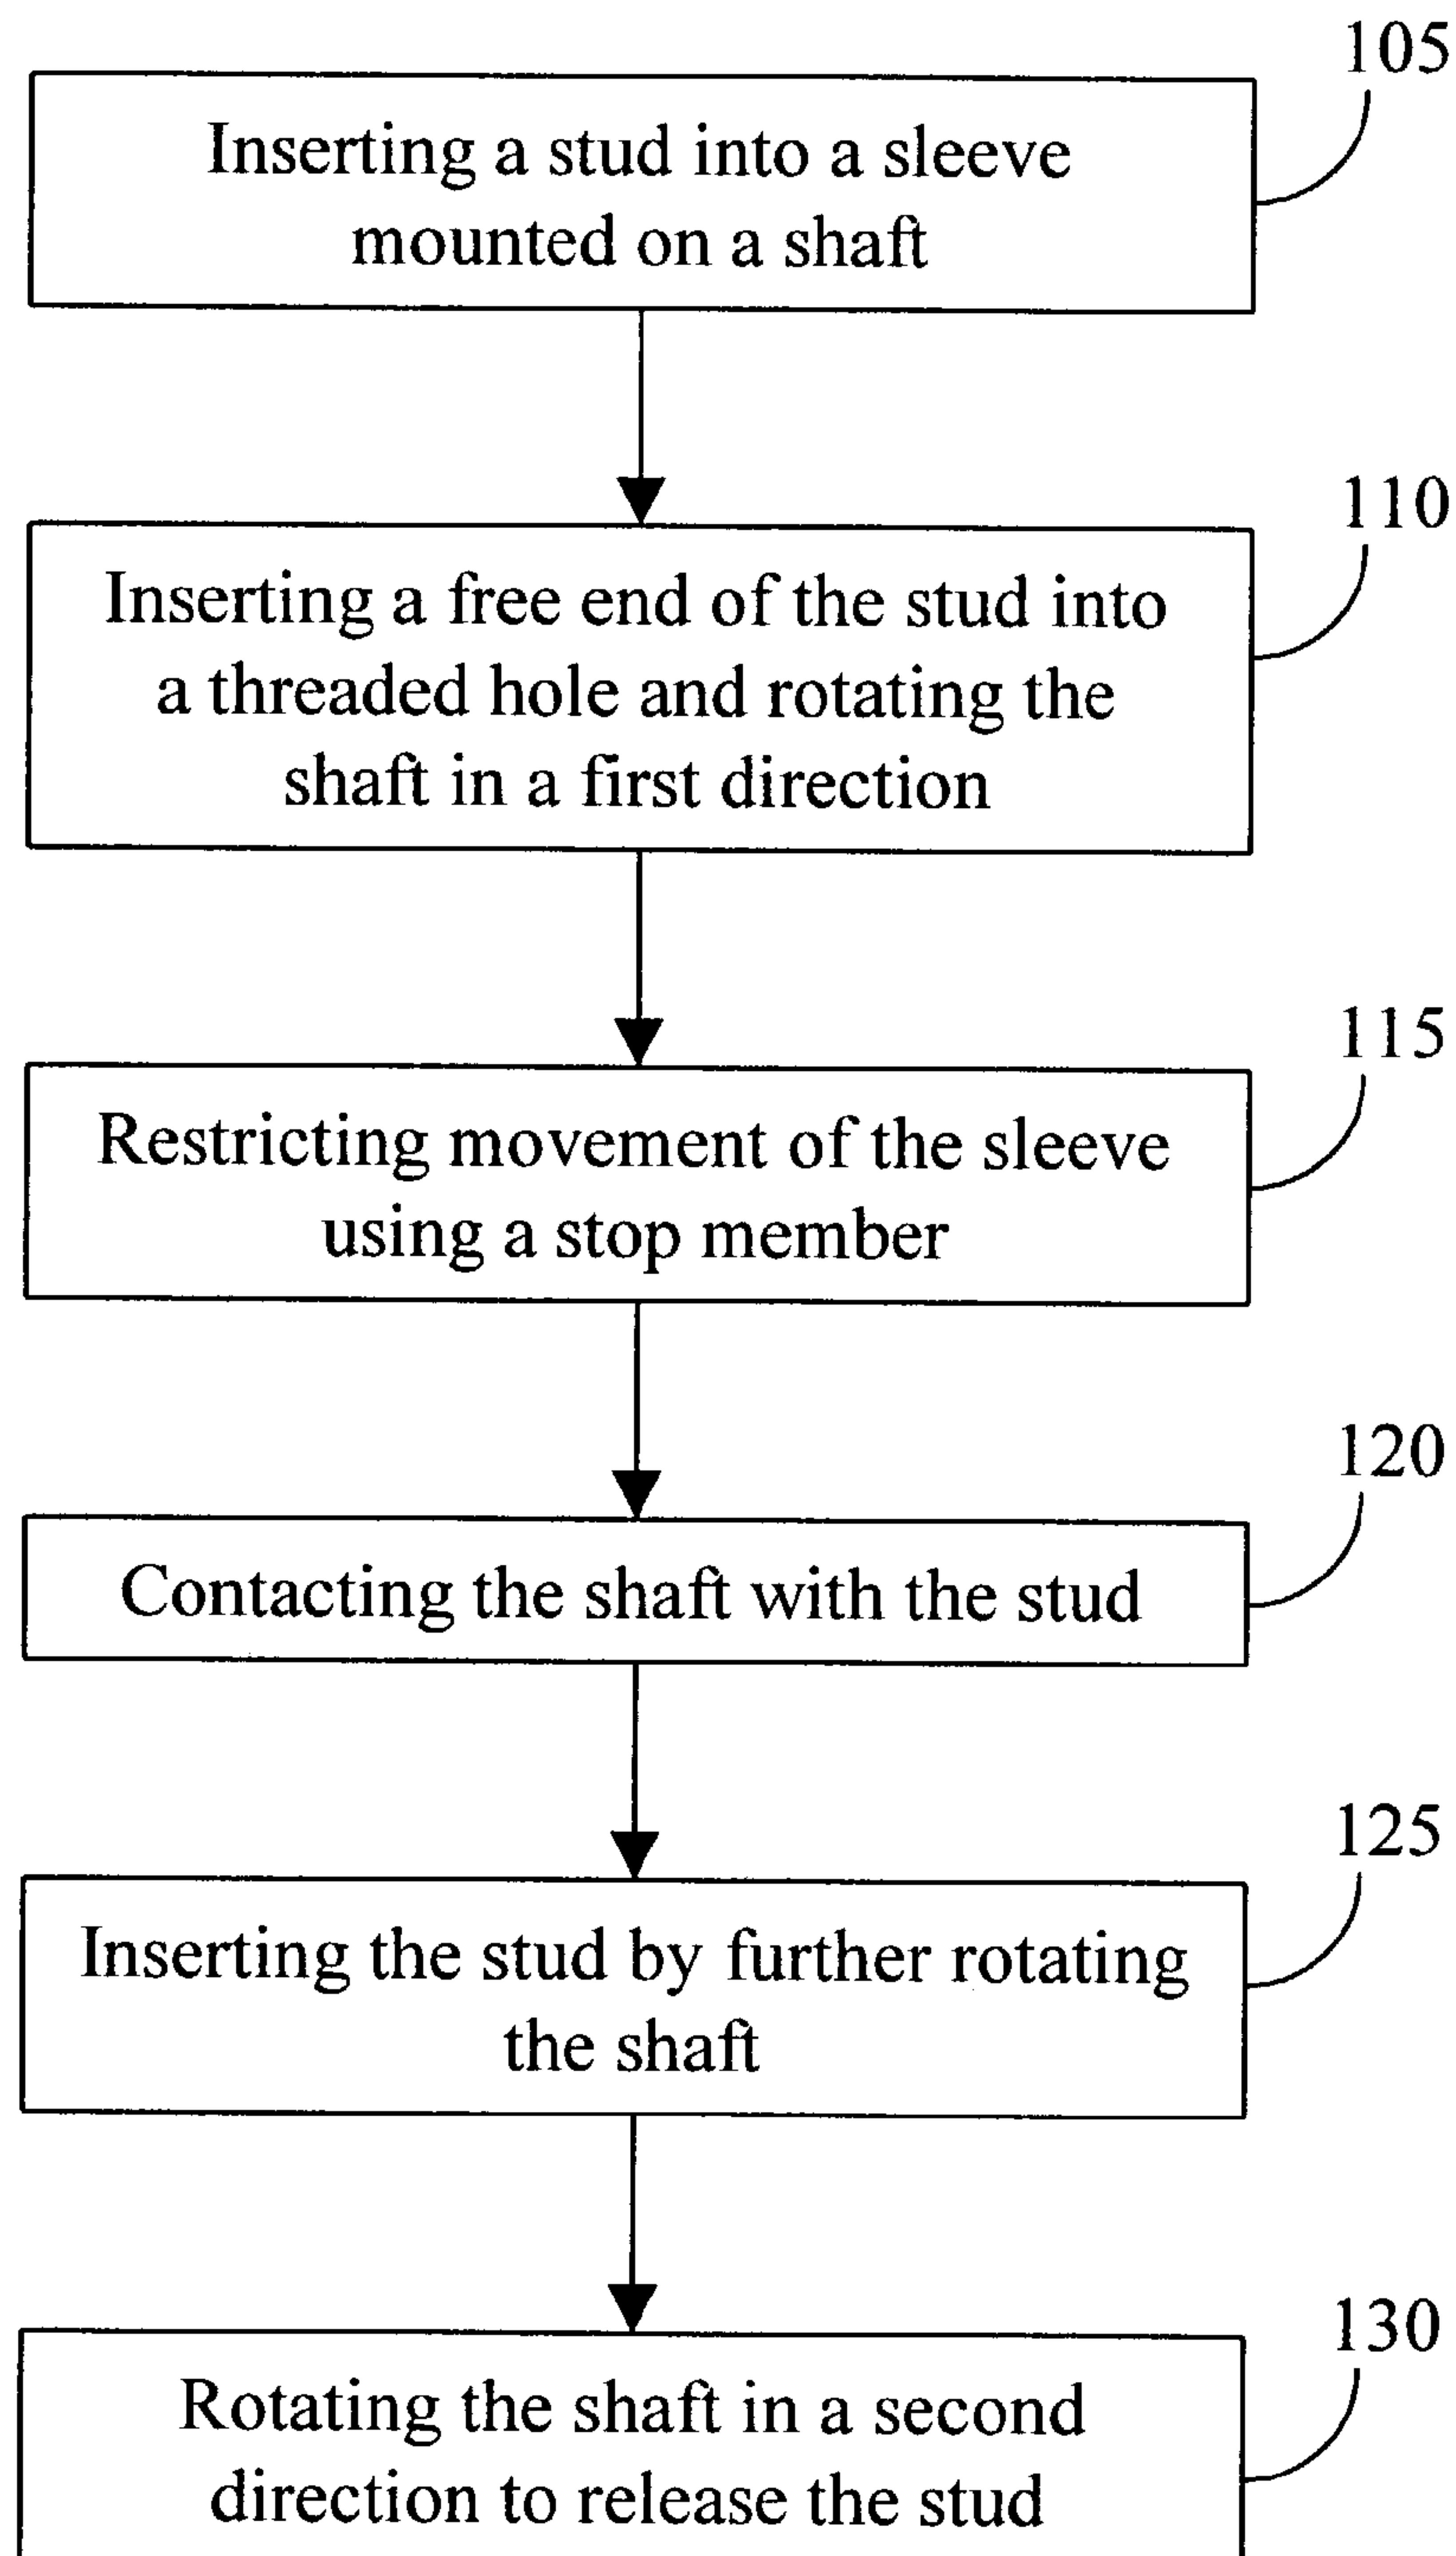 105
Inserting a stud into a sleeve
mounted on a shaft
110
Inserting a free end of the stud into
a threaded hole and rotating the
shaft in a first direction
115
Restricting movement of the sleeve
using a stop member
120
Contacting the shaft with the stud
125
Inserting the stud by further rotating
the shaft
130
Rotating the shaft in a second
direction to release the stud